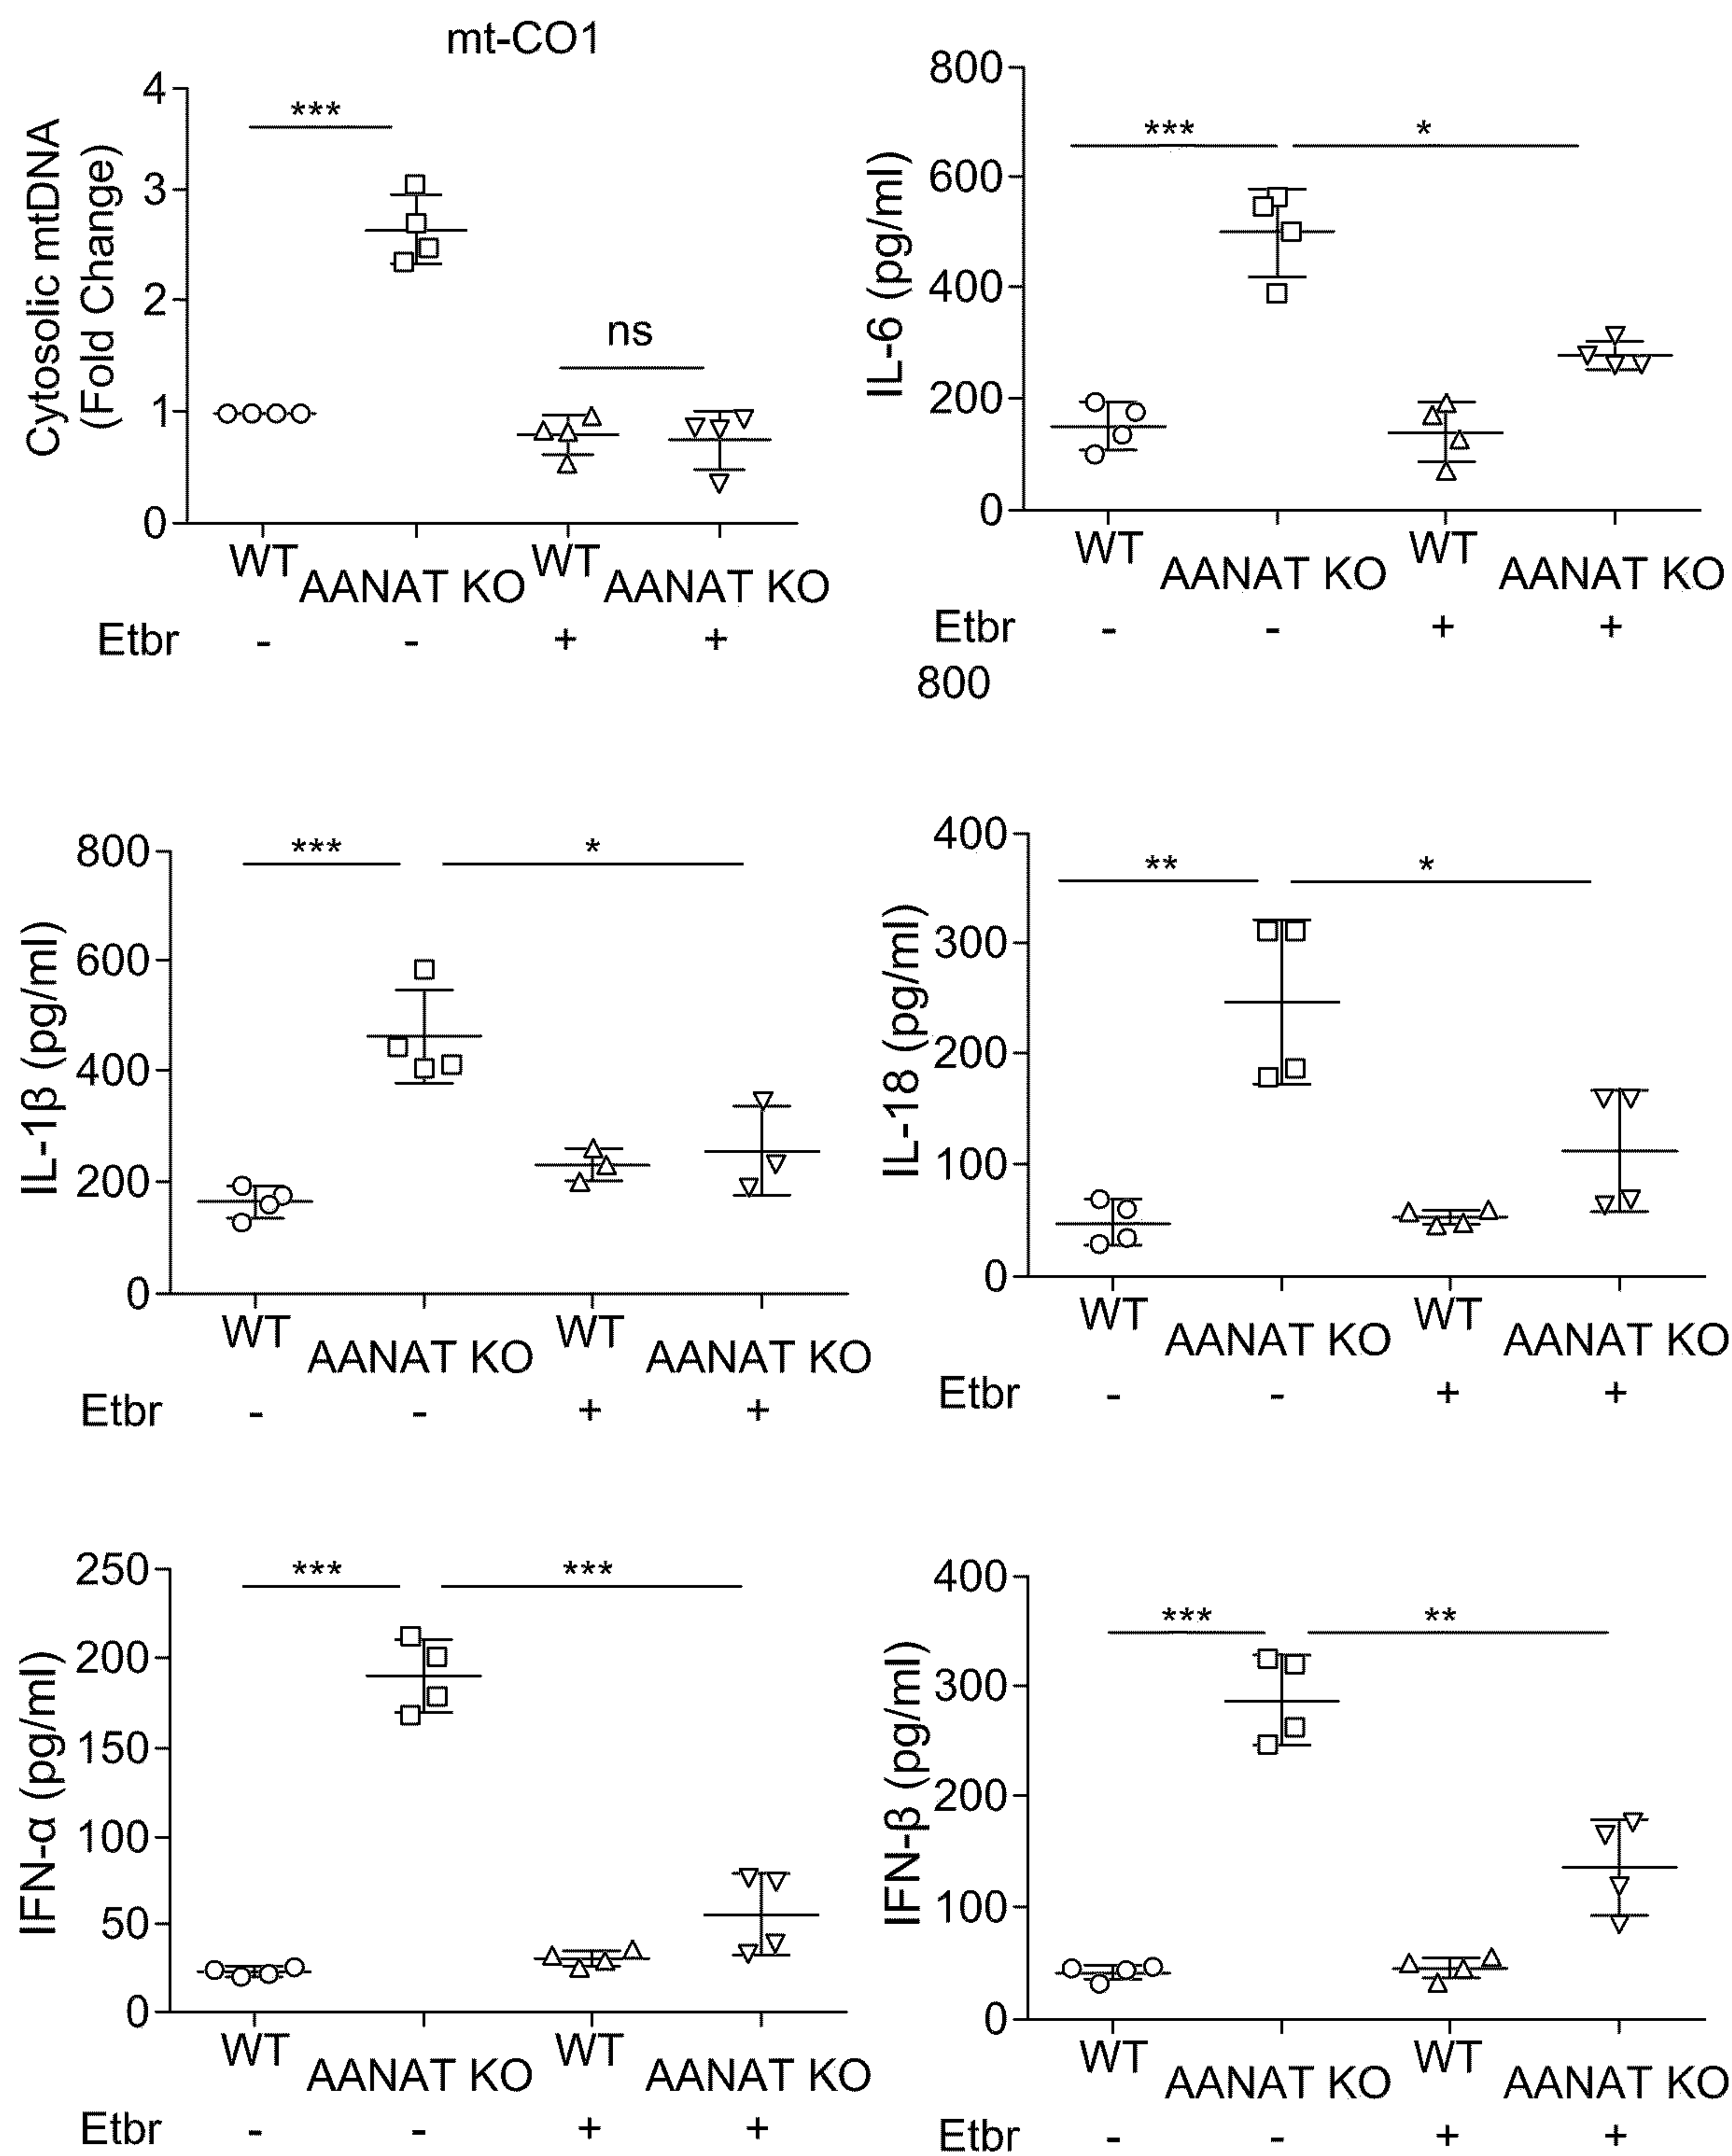 mt-CO1
Cytosolic mtDNA
(Fold Change)
4
3
2
1
0
***
ns
WT
AANAT KO
WT
AANAT KO
Etbr
-
-
+
+
IL-6 (pg/ml)
800
600
400
200
0
***
*
WT
AANAT KO
WT
AANAT KO
Etbr
-
-
+
+
800
IL-1β (pg/ml)
800
600
400
200
0
***
*
WT
AANAT KO
WT
AANAT KO
Etbr
-
-
+
+
IL-18 (pg/ml)
400
300
200
100
0
**
*
WT
AANAT KO
WT
AANAT KO
Etbr
-
-
+
+
IFN-α (pg/ml)
250
200
150
100
50
0
***
***
WT
AANAT KO
WT
AANAT KO
Etbr
-
-
+
+
IFN-β (pg/ml)
400
300
200
100
0
***
**
WT
AANAT KO
WT
AANAT KO
Etbr
-
-
+
+